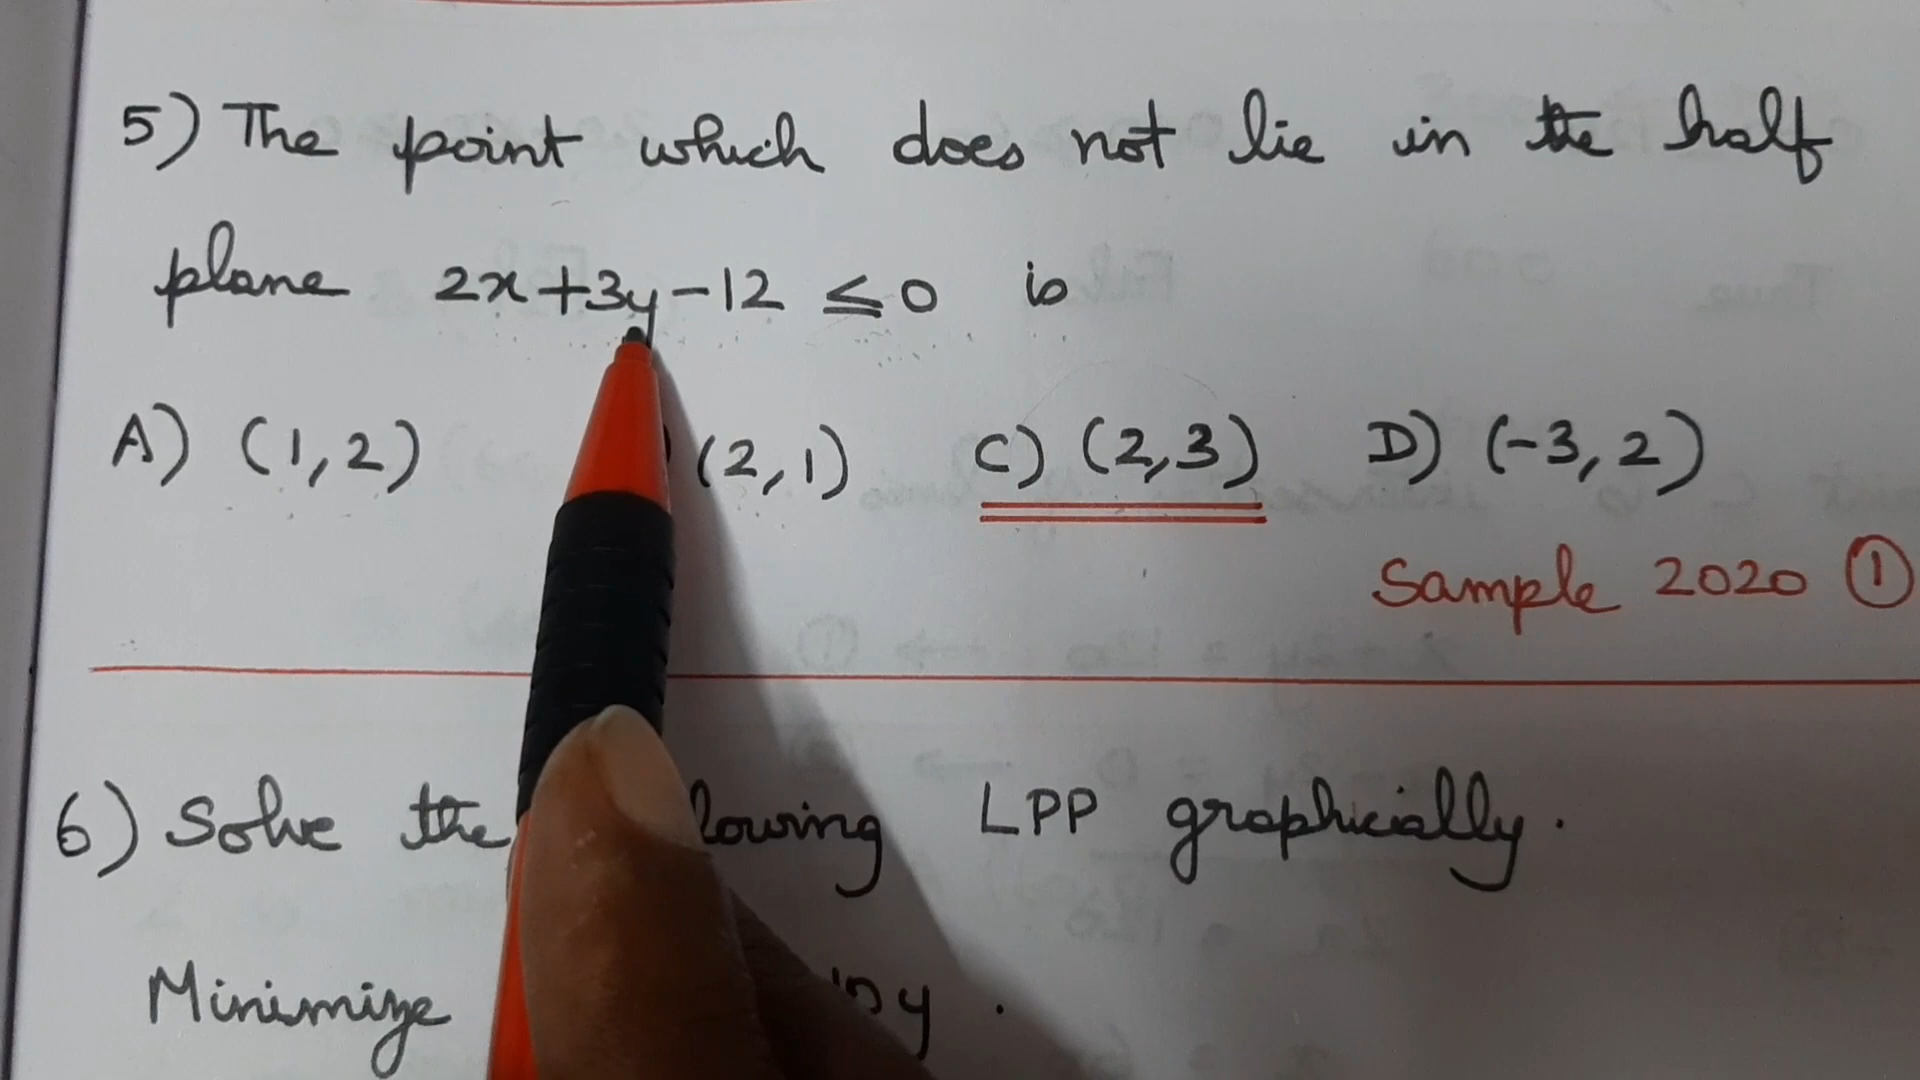 5) The point which does not lie in the half
plane 2x+3y-12 ≤0 is
A) (1,2) (2,1) C) (2,3) D) (-3,2)
Sample 2020 ①
6) Solve the LPP graphically.
Minimize